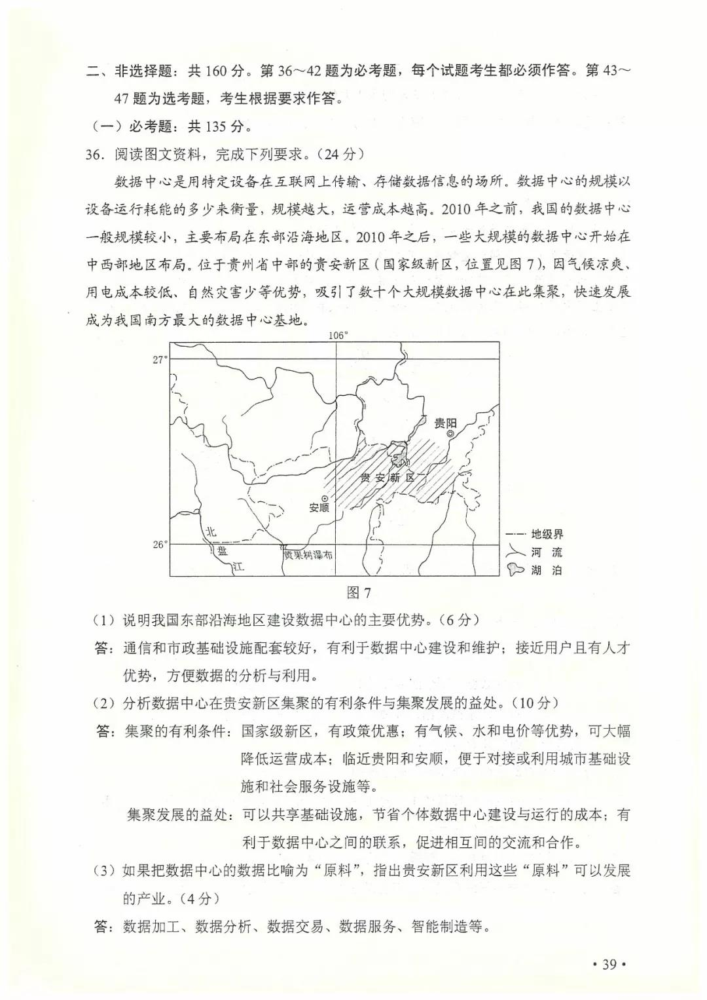 二、非选择题：共 160 分。第 36～42 题为必考题，每个试题考生都必须作答。第 43～
47 题为选考题，考生根据要求作答。
（一）必考题：共 135 分。
36．阅读图文资料，完成下列要求。（24 分）
数据中心是用特定设备在互联网上传输、存储数据信息的场所。数据中心的规模以
设备运行耗能的多少来衡量，规模越大，运营成本越高。2010 年之前，我国的数据中心
一般规模较小，主要布局在东部沿海地区。2010 年之后，一些大规模的数据中心开始在
中西部地区布局。位于贵州省中部的贵安新区（国家级新区，位置见图 7），因气候凉爽、
用电成本较低、自然灾害少等优势，吸引了数十个大规模数据中心在此集聚，快速发展
成为我国南方最大的数据中心基地。
106°
27°
贵阳
贵安新区
安顺
26°
北盘江
黄果树瀑布
地级界
河 流
湖 泊
图 7
（1）说明我国东部沿海地区建设数据中心的主要优势。（6 分）
答：通信和市政基础设施配套较好，有利于数据中心建设和维护；接近用户且有人才
优势，方便数据的分析与利用。
（2）分析数据中心在贵安新区集聚的有利条件与集聚发展的益处。（10 分）
答：集聚的有利条件：国家级新区，有政策优惠；有气候、水和电价等优势，可大幅
降低运营成本；临近贵阳和安顺，便于对接或利用城市基础设
施和社会服务设施等。
集聚发展的益处：可以共享基础设施，节省个体数据中心建设与运行的成本；有
利于数据中心之间的联系，促进相互间的交流和合作。
（3）如果把数据中心的数据比喻为“原料”，指出贵安新区利用这些“原料”可以发展
的产业。（4 分）
答：数据加工、数据分析、数据交易、数据服务、智能制造等。
· 39 ·